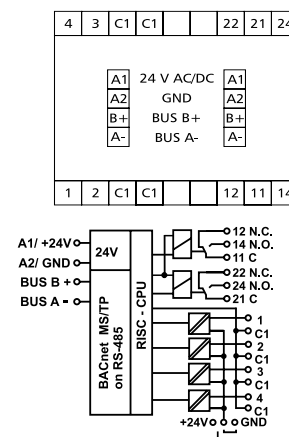 4 3 C1 C1 22 21 24
A1 24 V AC/DC A1
A2 GND A2
B+ BUS B+ B+
A- BUS A- A-
1 2 C1 C1 12 11 14
A1/ +24V
A2/ GND
BUS B +
BUS A -
24V
BACnet MS/TP
on RS-485
RISC - CPU
12 N.C.
14 N.O.
11 C
22 N.C.
24 N.O.
21 C
1
C1
2
C1
3
C1
4
C1
+24V GND